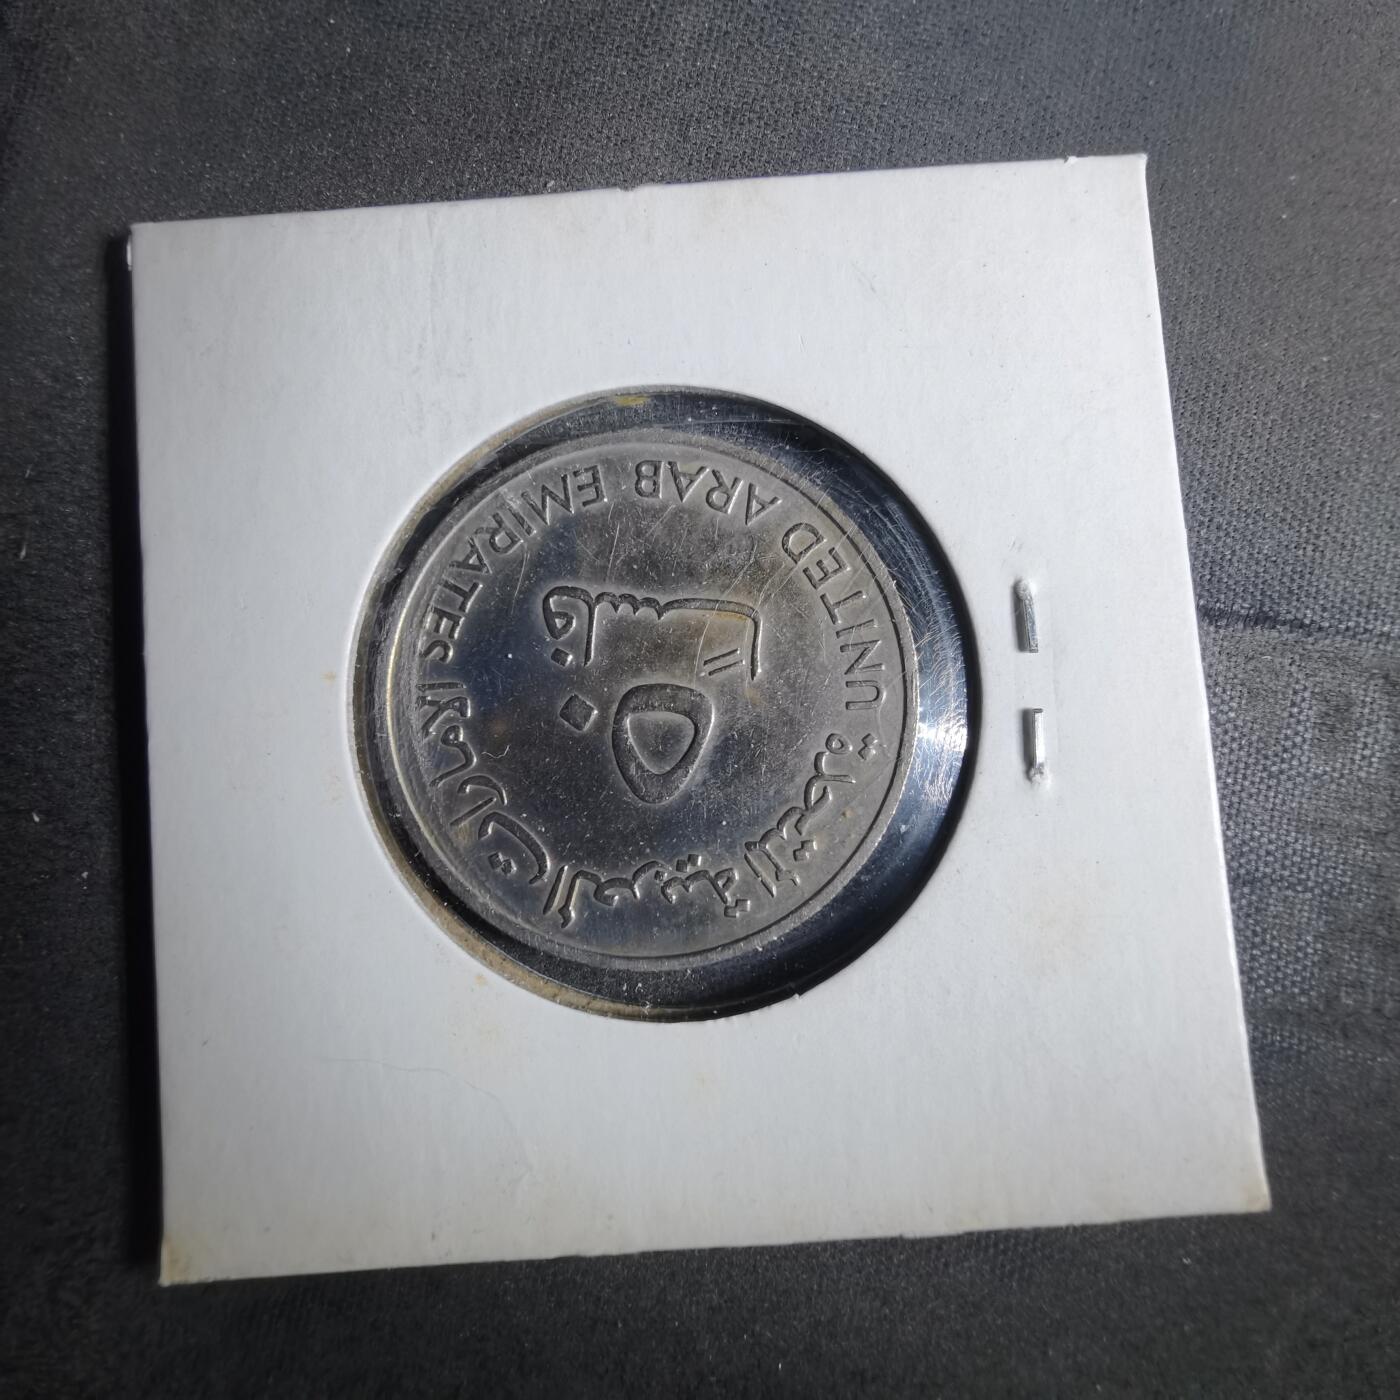 الامارات العربية المتحدة
٥٠
فلساً
UNITED ARAB EMIRATES